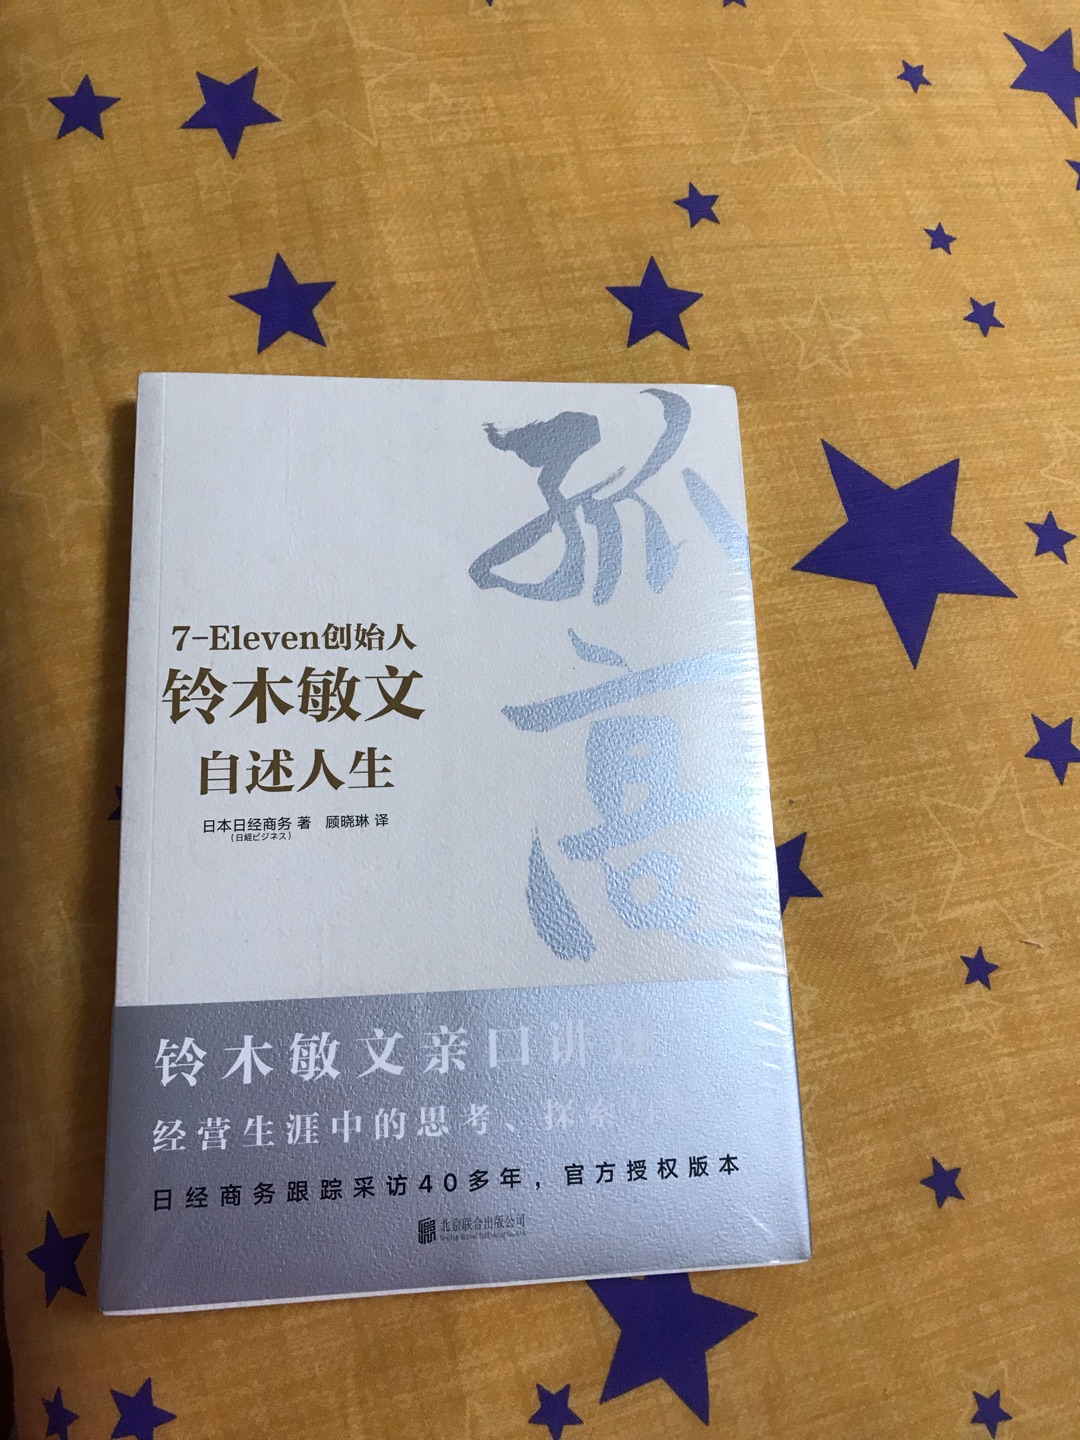 孤高
7-Eleven创始人
铃木敏文
自述人生
日本日经商务 著 顾晓琳 译
(日経ビジネス)
铃木敏文亲口讲述
经营生涯中的思考、探索
日经商务跟踪采访40多年，官方授权版本
北京联合出版公司